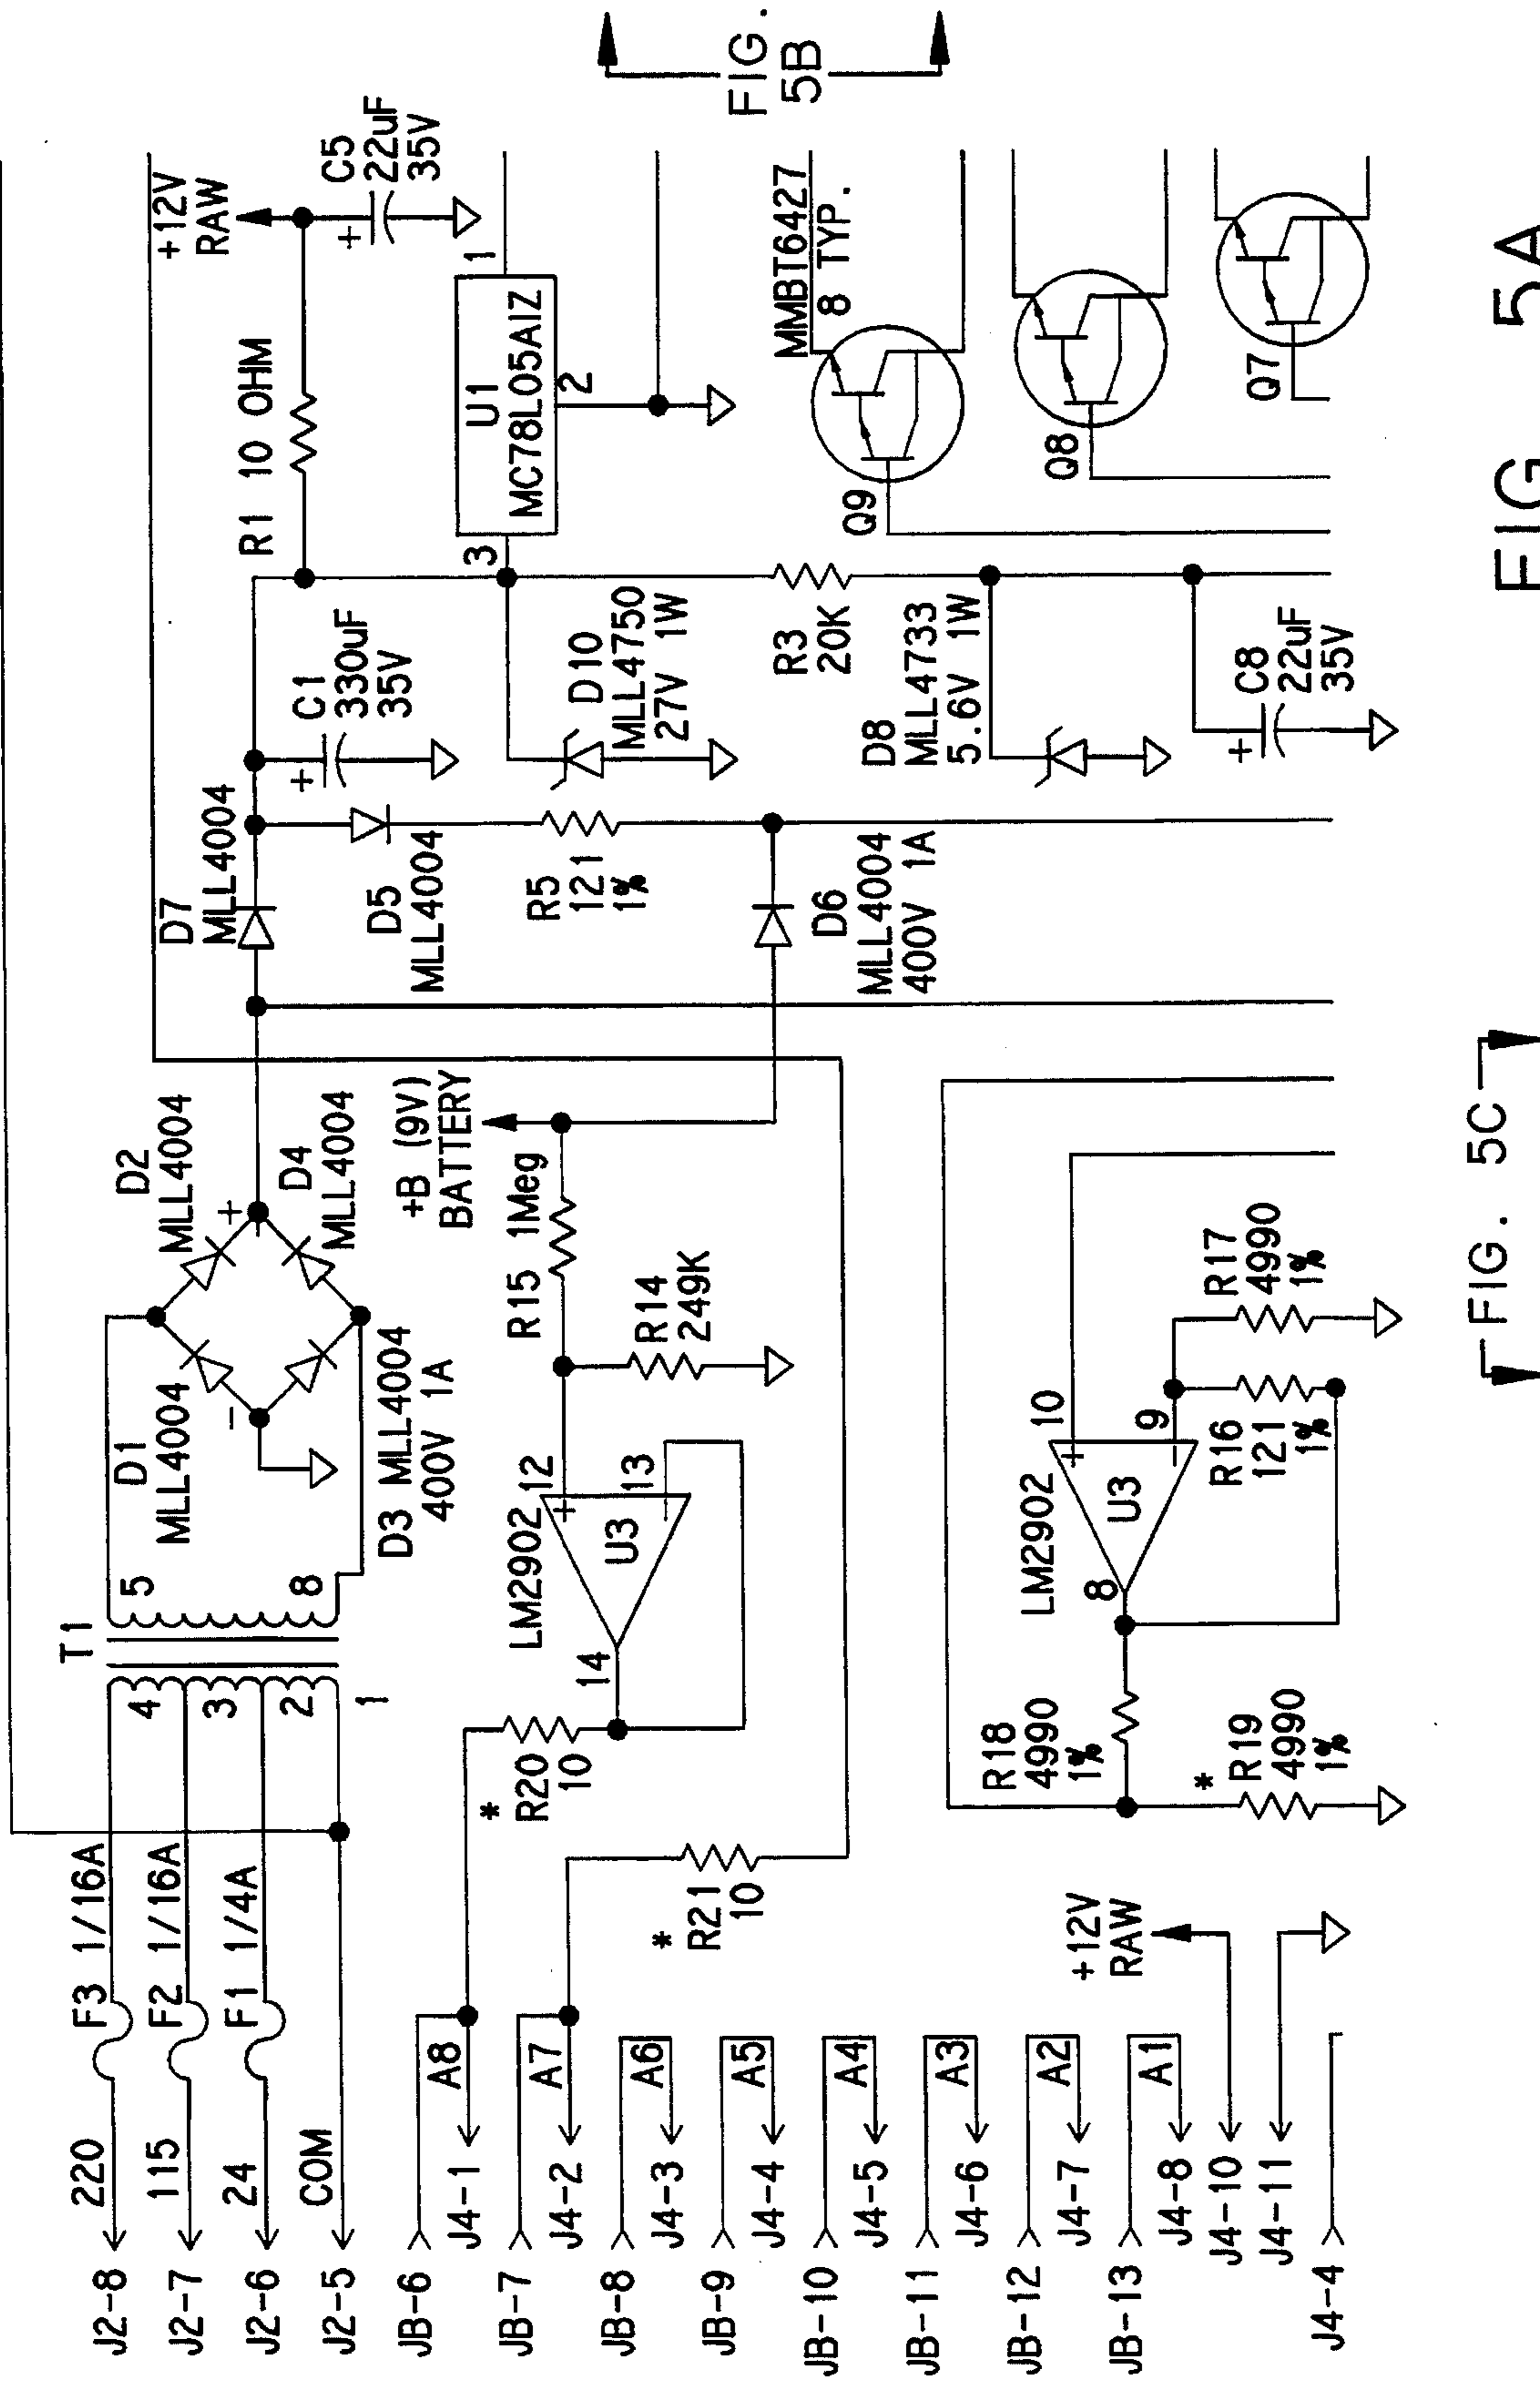 J2-8
220
F3 1/16A
J2-7
115
F2 1/16A
J2-6
24
F1 1/4A
J2-5
COM
T1
4
3
2
1
5
8
D1
MLL4004
D2
MLL4004
D3 MLL4004
400V 1A
D4
MLL4004
+
-
D7
MLL4004
C1
330uF
35V
+
R1 10 OHM
+12V
RAW
C5
22uF
35V
+
D5
MLL4004
R5
121
1%
D10
MLL4750
27V 1W
3
U1
MC78L05AIZ
1
2
FIG.
5B
JB-6
J4-1
A8
JB-7
J4-2
A7
JB-8
J4-3
A6
JB-9
J4-4
A5
JB-10
J4-5
A4
JB-11
J4-6
A3
JB-12
J4-7
A2
JB-13
J4-8
A1
J4-10
J4-11
J4-4
+12V
RAW
*
R20
10
*
R21
10
14
LM2902
U3
12
+
13
-
R15 1Meg
R14
249K
+B (9V)
BATTERY
D6
MLL4004
400V 1A
R3
20K
D8
MLL4733
5.6V 1W
C8
22uF
35V
+
Q9
MMBT6427
8 TYP.
Q8
Q7
R18
4990
1%
*
R19
4990
1%
LM2902
8
U3
10
+
9
-
R16
121
1%
R17
4990
1%
FIG. 5C
FIG. 5A